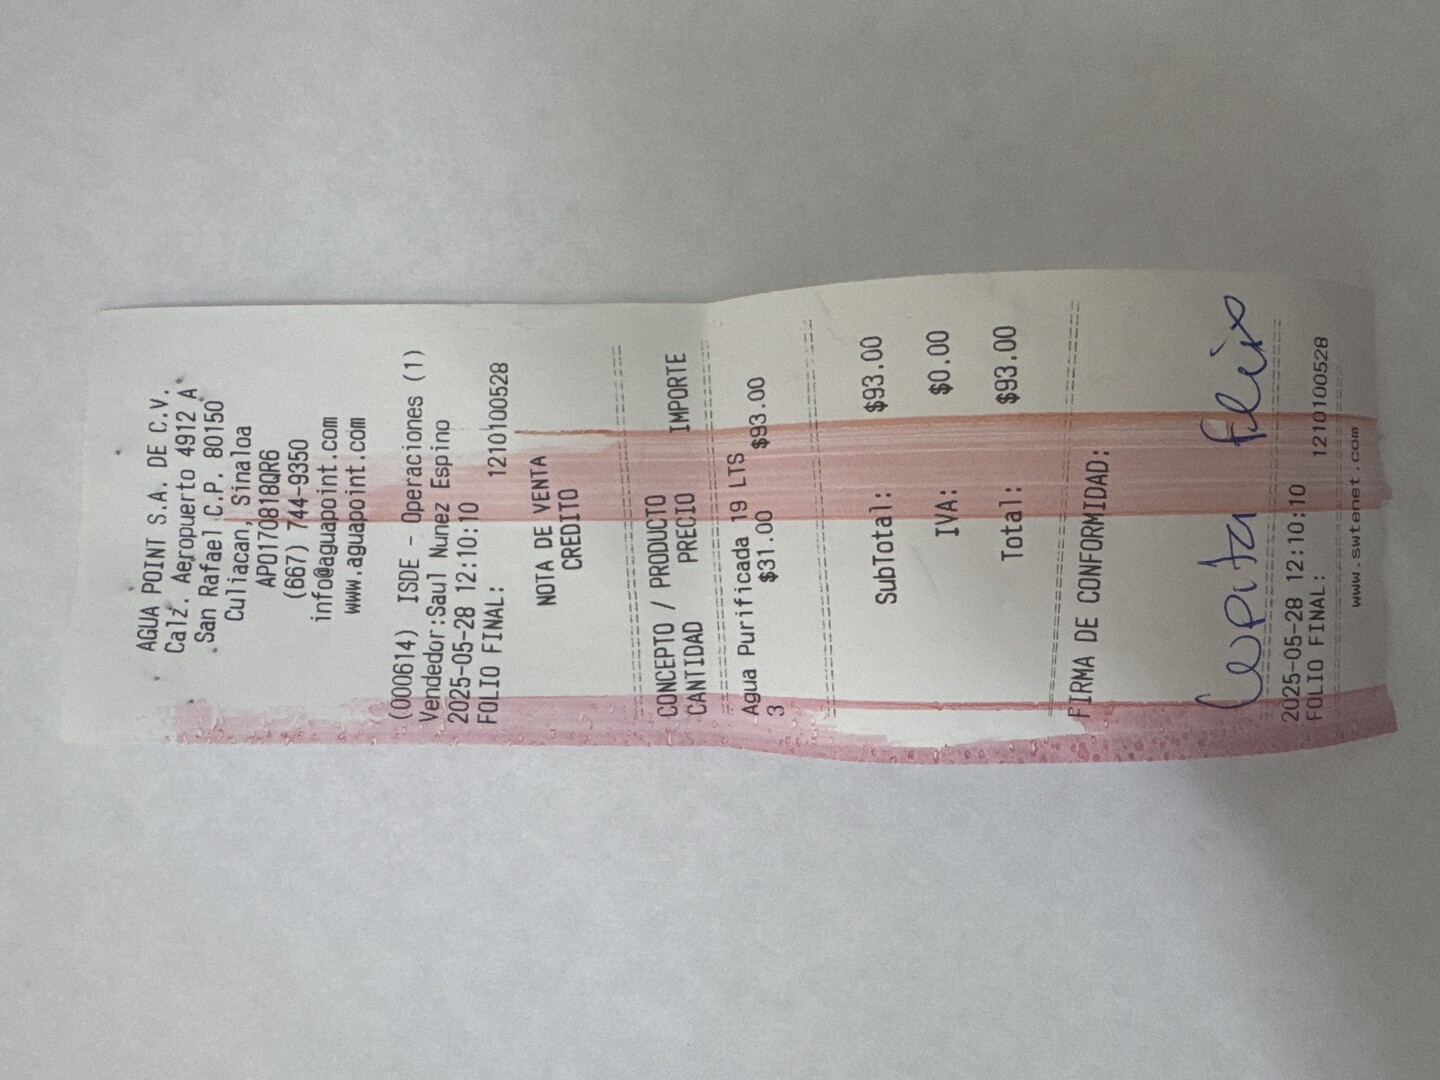 AGUA POINT S.A. DE C.V.
Calz. Aeropuerto 4912 A
San Rafael C.P. 80150
Culiacan, Sinaloa
APO170818QR6
(667) 744-9350
info@aguapoint.com
www.aguapoint.com
(000614) ISDE - Operaciones (1)
Vendedor:Saul Nunez Espino
2025-05-28 12:10:10
FOLIO FINAL: 1210100528
NOTA DE VENTA
CREDITO
CONCEPTO / PRODUCTO
CANTIDAD PRECIO IMPORTE
Agua Purificada 19 LTS
3 $31.00 $93.00
SubTotal: $93.00
IVA: $0.00
Total: $93.00
FIRMA DE CONFORMIDAD:
Lupita Félix
2025-05-28 12:10:10
FOLIO FINAL: 1210100528
www.swtenet.com